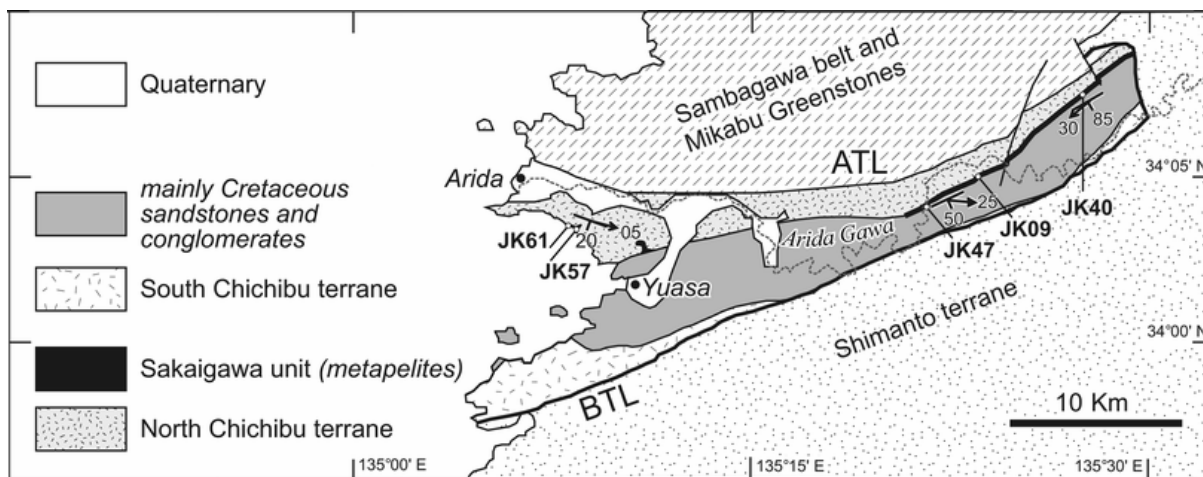 Quaternary
mainly Cretaceous
sandstones and
conglomerates
South Chichibu terrane
Sakaigawa unit (metapelites)
North Chichibu terrane
Sambagawa belt and
Mikabu Greenstones
ATL
Arida
JK61
20
05
JK57
Yuasa
Arida Gawa
50
25
JK47
JK09
30
85
JK40
34°05' N
Shimanto terrane
BTL
34°00' N
10 Km
135°00' E
135°15' E
135°30' E